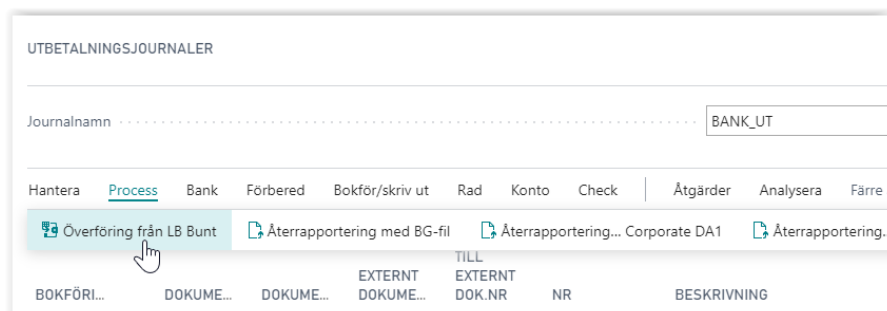 UTBETALNINGSJOURNALER
Journalnamn BANK_UT
Hantera Process Bank Förbered Bokför/skriv ut Rad Konto Check Åtgärder Analysera Färre
Överföring från LB Bunt Återrapportering med BG-fil Återrapportering... Corporate DA1 Återrapportering...
TILL
EXTERNT EXTERNT
BOKFÖRI... DOKUME... DOKUME... DOKUME... DOK.NR NR BESKRIVNING